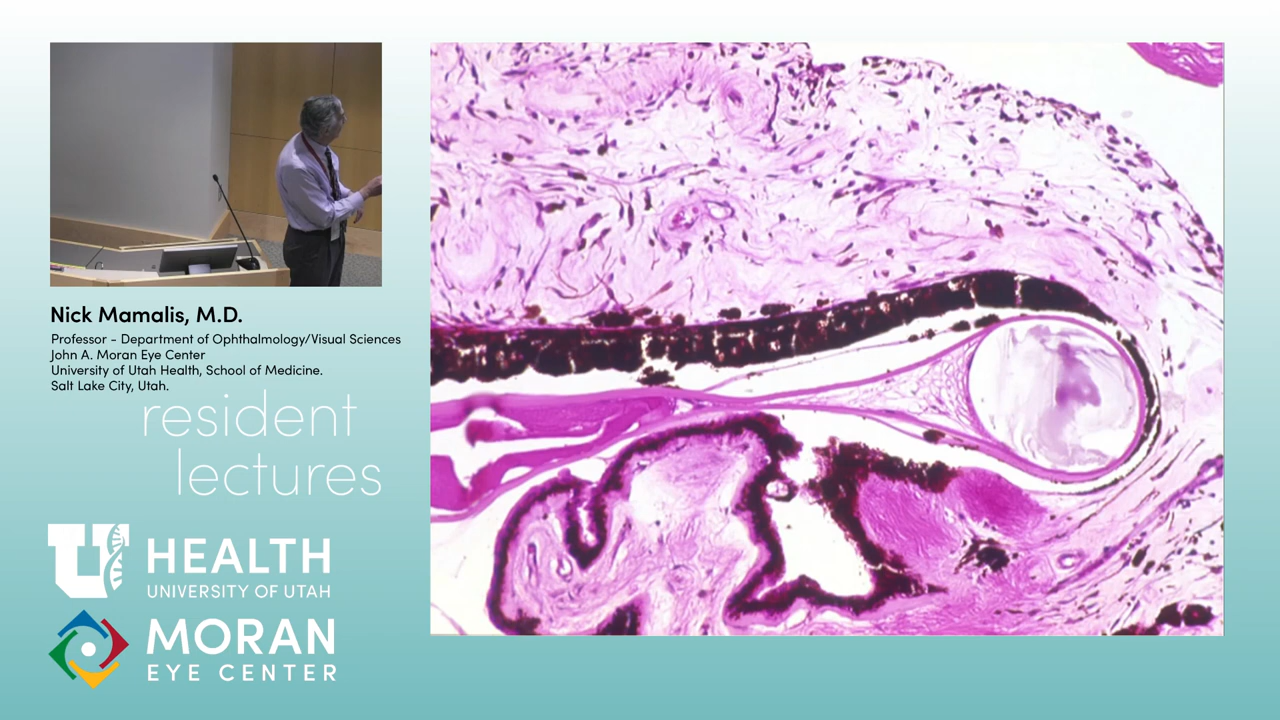 Nick Mamalis, M.D.
Professor - Department of Ophthalmology/Visual Sciences
John A. Moran Eye Center
University of Utah Health, School of Medicine.
Salt Lake City, Utah.
resident
lectures
U HEALTH
UNIVERSITY OF UTAH
MORAN
EYE CENTER